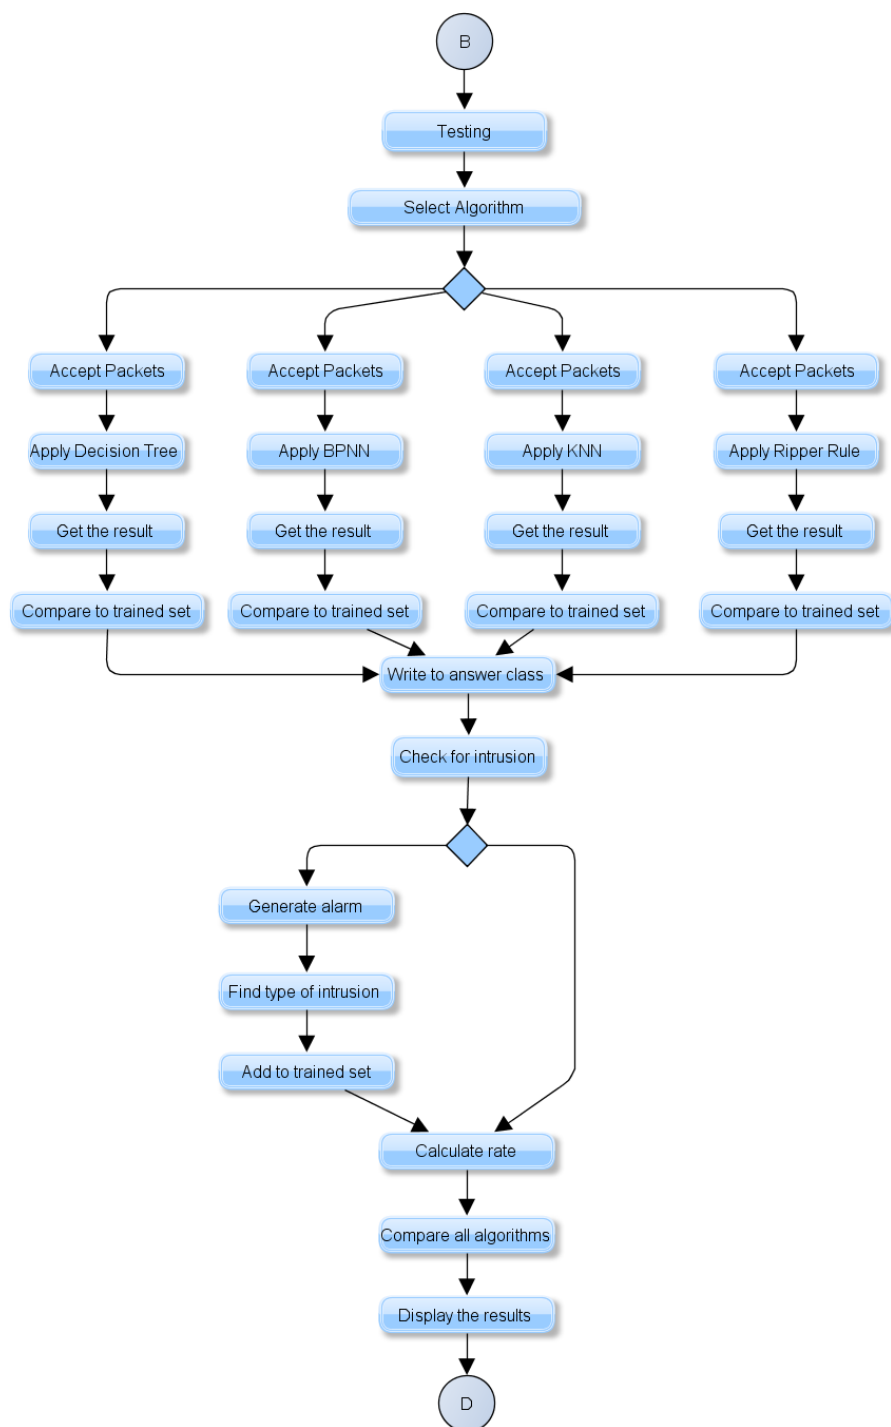 B
Testing
Select Algorithm
Accept Packets
Accept Packets
Accept Packets
Accept Packets
Apply Decision Tree
Apply BPNN
Apply KNN
Apply Ripper Rule
Get the result
Get the result
Get the result
Get the result
Compare to trained set
Compare to trained set
Compare to trained set
Compare to trained set
Write to answer class
Check for intrusion
Generate alarm
Find type of intrusion
Add to trained set
Calculate rate
Compare all algorithms
Display the results
D